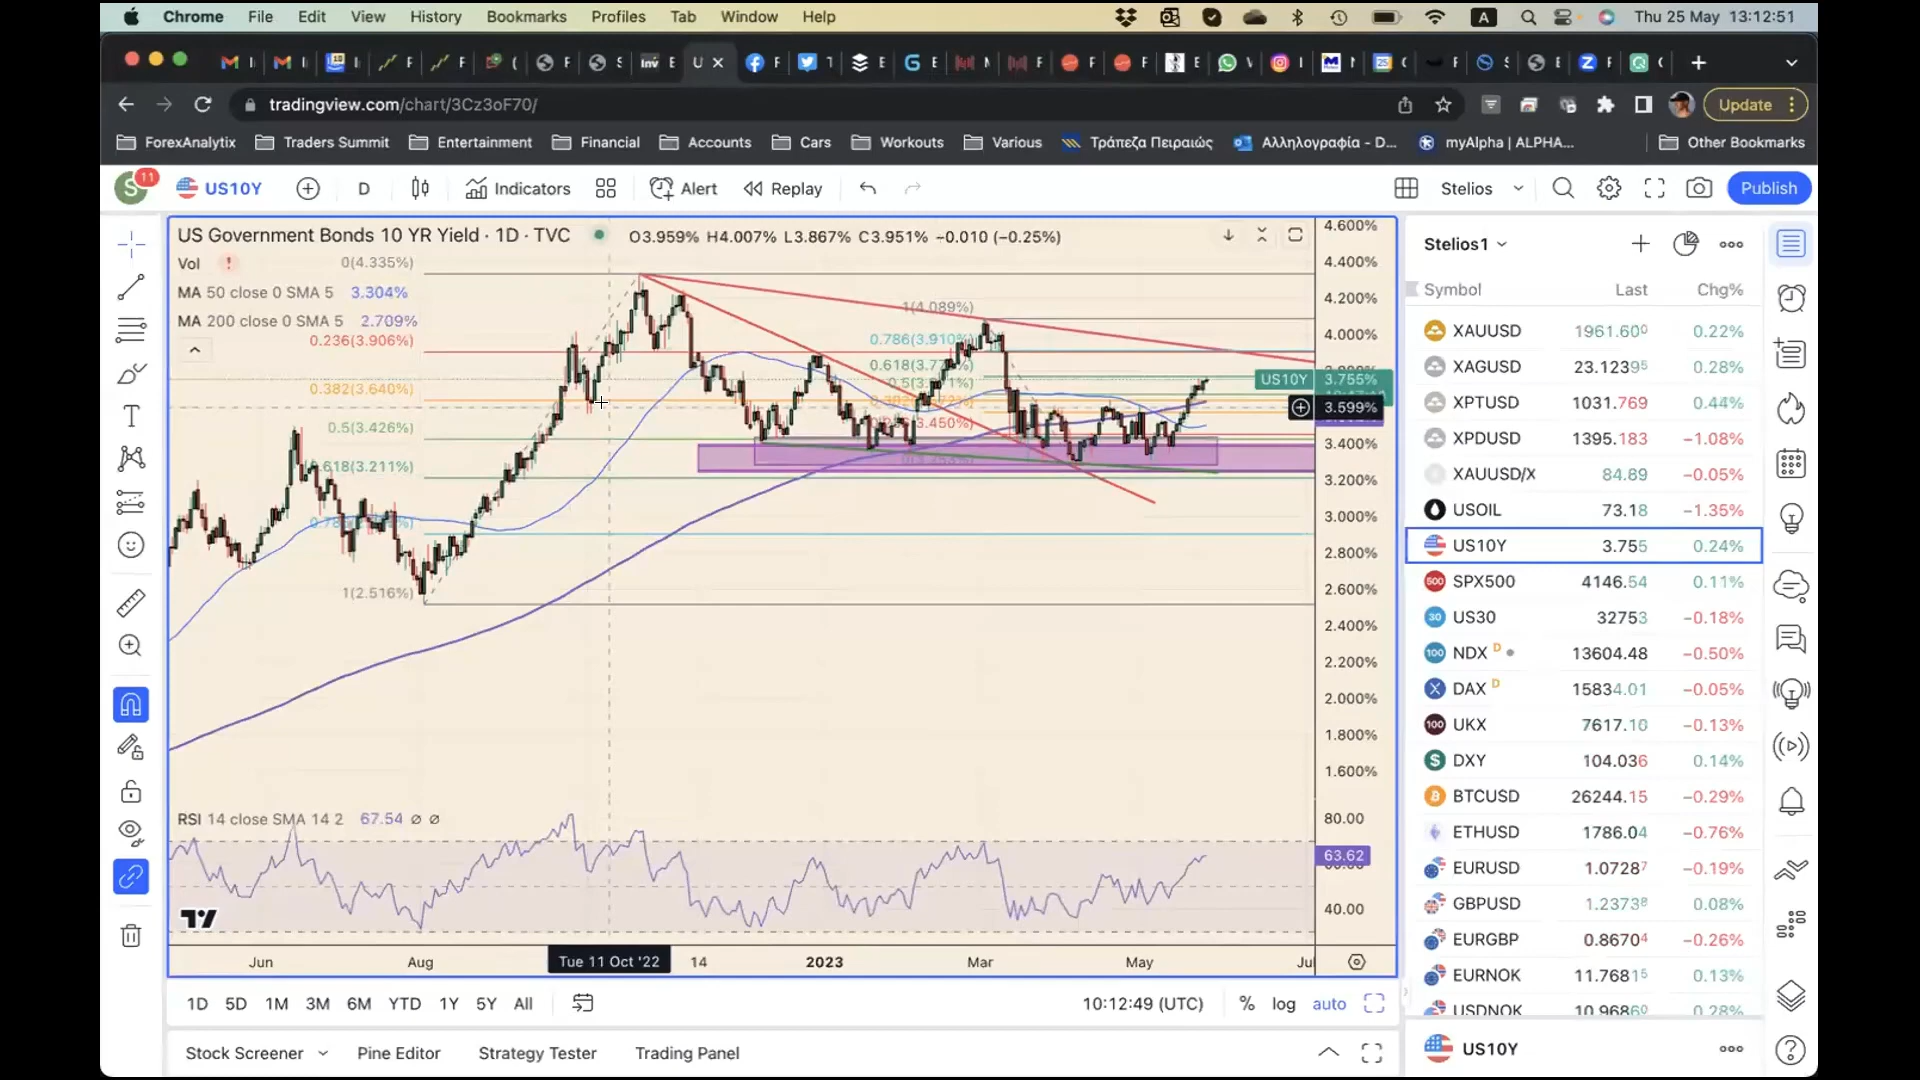 Chrome File Edit View History Bookmarks Profiles Tab Window Help A Thu 25 May 13:12:51
tradingview.com/chart/3Cz3oF70/ Update
ForexAnalytix Traders Summit Entertainment Financial Accounts Cars Workouts Various Τράπεζα Πειραιώς Αλληλογραφία - D... myAlpha | ALPHA... Other Bookmarks
S 11 US10Y D Indicators Alert Replay Stelios Publish
US Government Bonds 10 YR Yield · 1D · TVC O3.959% H4.007% L3.867% C3.951% −0.010 (−0.25%)
Vol
MA 50 close 0 SMA 5 3.304%
MA 200 close 0 SMA 5 2.709%
0(4.335%)
0.236(3.906%)
0.382(3.640%)
0.5(3.426%)
0.618(3.211%)
1(2.516%)
1(4.089%)
0.786(3.910%)
4.600%
4.400%
4.200%
4.000%
US10Y 3.755%
3.599%
3.400%
3.200%
3.000%
2.800%
2.600%
2.400%
2.200%
2.000%
1.800%
1.600%
RSI 14 close SMA 14 2 67.54
80.00
63.62
40.00
Jun Aug Tue 11 Oct '22 14 2023 Mar May Jul
1D 5D 1M 3M 6M YTD 1Y 5Y All 10:12:49 (UTC) % log auto
Stock Screener Pine Editor Strategy Tester Trading Panel
Stelios1
Symbol Last Chg%
XAUUSD 1961.600 0.22%
XAGUSD 23.12395 0.28%
XPTUSD 1031.769 0.44%
XPDUSD 1395.183 −1.08%
XAUUSD/X 84.89 −0.05%
USOIL 73.18 −1.35%
US10Y 3.755 0.24%
SPX500 4146.54 0.11%
US30 32753 −0.18%
NDX D 13604.48 −0.50%
DAX D 15834.01 −0.05%
UKX 7617.10 −0.13%
DXY 104.036 0.14%
BTCUSD 26244.15 −0.29%
ETHUSD 1786.04 −0.76%
EURUSD 1.07287 −0.19%
GBPUSD 1.23738 0.08%
EURGBP 0.86704 −0.26%
EURNOK 11.76815 0.13%
USDNOK 10.96860 0.28%
US10Y